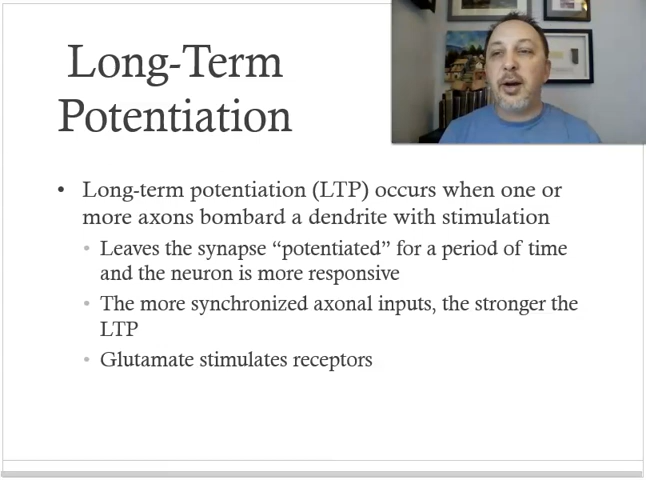 Long-Term
Potentiation
• Long-term potentiation (LTP) occurs when one or
more axons bombard a dendrite with stimulation
• Leaves the synapse “potentiated” for a period of time
and the neuron is more responsive
• The more synchronized axonal inputs, the stronger the
LTP
• Glutamate stimulates receptors